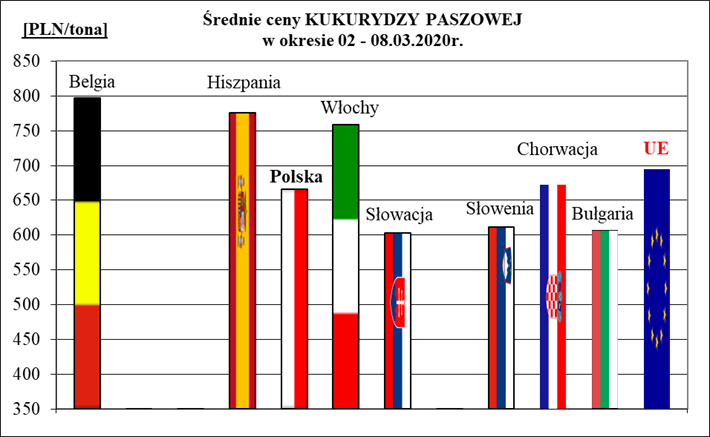 Średnie ceny KUKURYDZY PASZOWEJ
w okresie 02 - 08.03.2020r.
[PLN/tona]
850
800
750
700
650
600
550
500
450
400
350
Belgia
Hiszpania
Polska
Włochy
Słowacja
Słowenia
Chorwacja
Bułgaria
UE